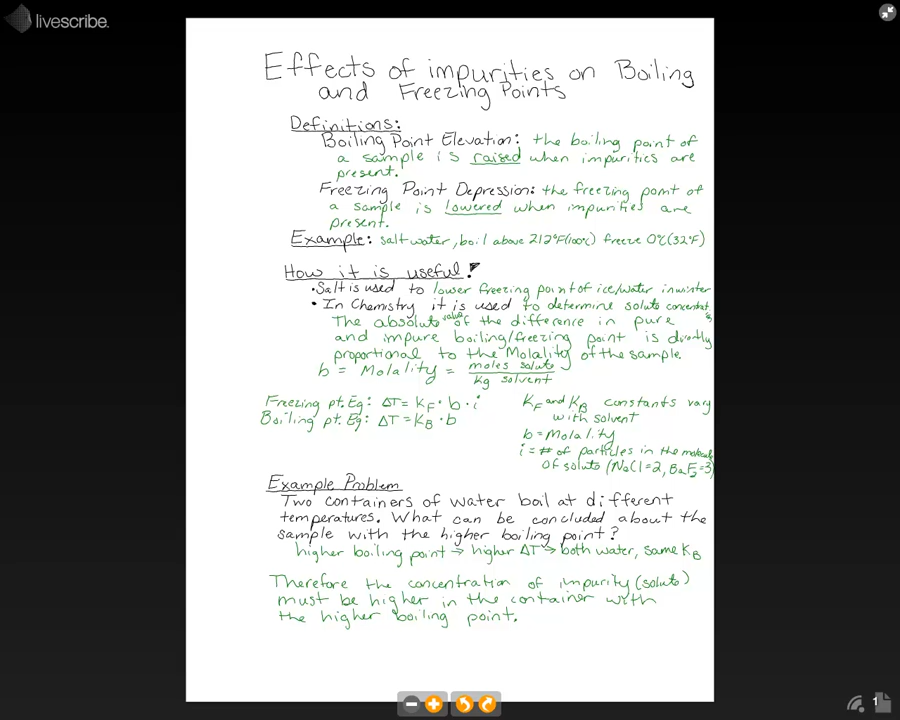 livescribe.
Effects of impurities on Boiling
and Freezing Points
Definitions:
Boiling Point Elevation: the boiling point of
a sample is raised when impurities are
present.
Freezing Point Depression: the freezing point of
a sample is lowered when impurities are
present.
Example: salt water, boil above 212°F(100°C) freeze 0°C(32°F)
How it is useful?
• Salt is used to lower freezing point of ice/water in winter
• In Chemistry it is used to determine solute
The absolute value of the difference in pure
and impure boiling/freezing point is directly
proportional to the Molality of the sample.
b = Molality = moles solute
Kg solvent
Freezing pt. Eq: ΔT = KF · b · i
Boiling pt. Eq: ΔT = KB · b
KF and KB constants vary
with solvent
b = Molality
i = # of particles in the molecule
of solute (NaCl=2, BaF2=3)
Example Problem
Two containers of water boil at different
temperatures. What can be concluded about the
sample with the higher boiling point?
higher boiling point → higher ΔT → both water, same KB
Therefore the concentration of impurity (solute)
must be higher in the container with
the higher boiling point.
1